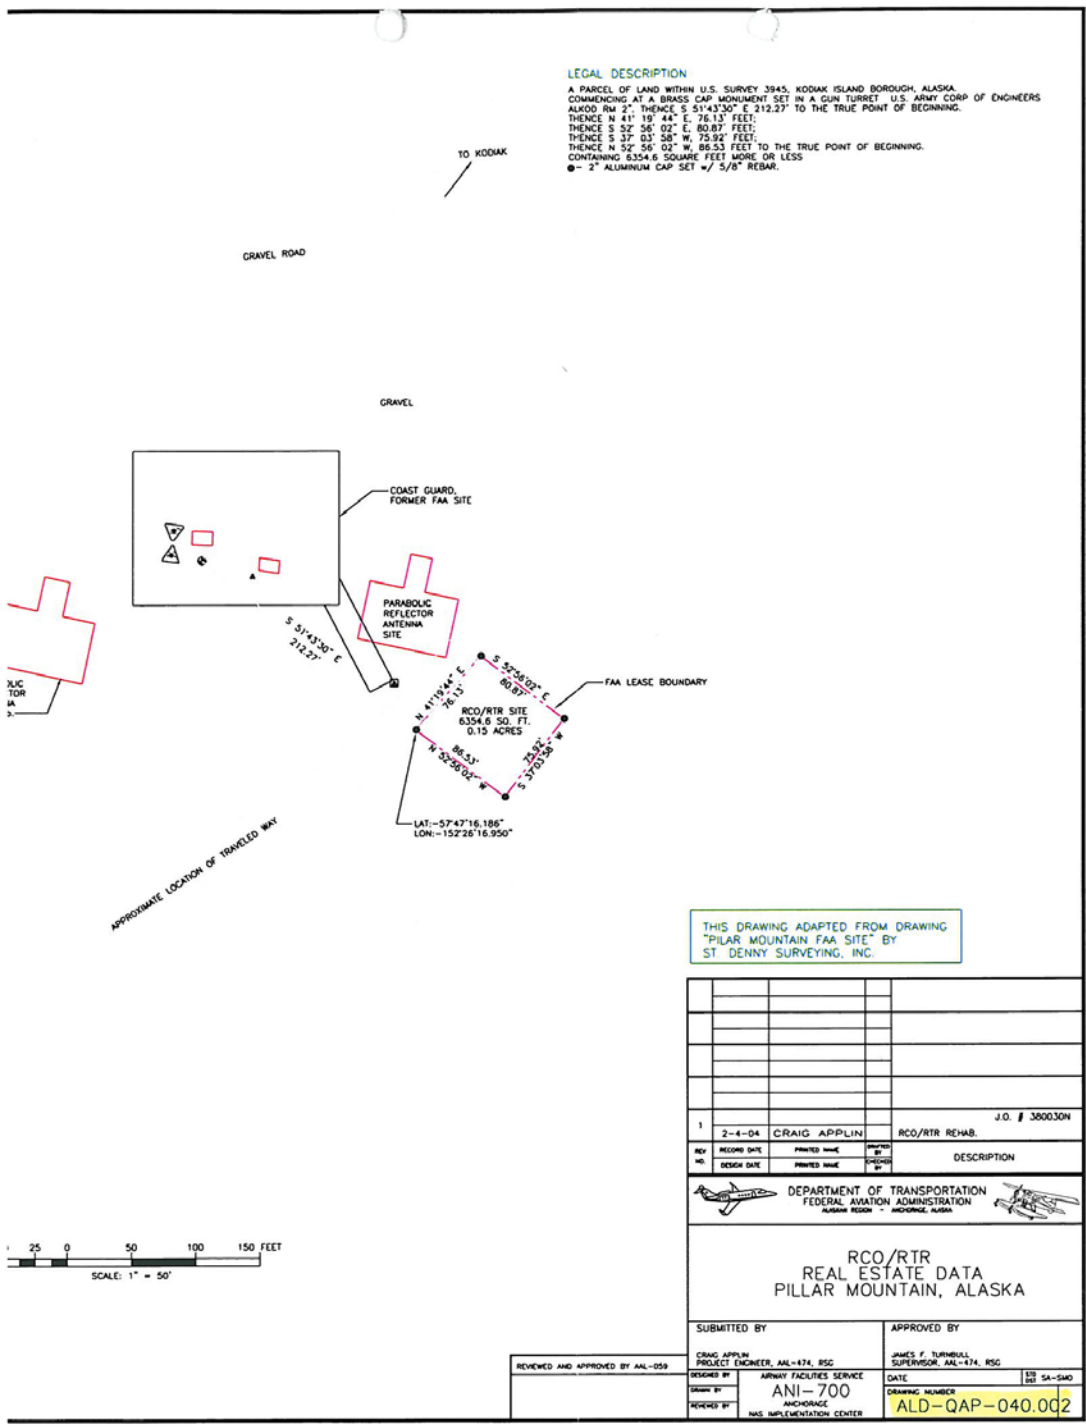 LEGAL DESCRIPTION
A PARCEL OF LAND WITHIN U.S. SURVEY 3945, KODIAK ISLAND BOROUGH, ALASKA.
COMMENCING AT A BRASS CAP MONUMENT SET IN A GUN TURRET U.S. ARMY CORP OF ENGINEERS
ALKOD RM 2", THENCE S 51°43'30" E 212.27' TO THE TRUE POINT OF BEGINNING.
THENCE N 41° 19' 44" E, 76.13' FEET;
THENCE S 52° 56' 02" E, 80.87' FEET;
THENCE S 37° 03' 58" W, 75.92' FEET;
THENCE N 52° 56' 02" W, 86.53 FEET TO THE TRUE POINT OF BEGINNING.
CONTAINING 6354.6 SQUARE FEET MORE OR LESS
- 2" ALUMINUM CAP SET w/ 5/8" REBAR.
TO KODIAK
GRAVEL ROAD
GRAVEL
COAST GUARD,
FORMER FAA SITE
PARABOLIC
REFLECTOR
ANTENNA
SITE
S 51°43'30" E
212.27'
OLIC
TOR
NA
N 41°19'44" E
76.13'
S 52°56'02" E
80.87'
FAA LEASE BOUNDARY
RCO/RTR SITE
6354.6 SQ. FT.
0.15 ACRES
86.53'
N 52°56'02" W
75.92'
S 37°03'58" W
LAT:-57°47'16.186"
LON:-152°26'16.950"
APPROXIMATE LOCATION OF TRAVELED WAY
THIS DRAWING ADAPTED FROM DRAWING
"PILAR MOUNTAIN FAA SITE" BY
ST. DENNY SURVEYING, INC.
J.O. # 380030N
1 2-4-04 CRAIG APPLIN RCO/RTR REHAB.
REV NO. RECORD DATE PRINTED NAME DRAFTED BY DESCRIPTION
DESIGN DATE PRINTED NAME CHECKED BY
DEPARTMENT OF TRANSPORTATION
FEDERAL AVIATION ADMINISTRATION
ALASKAN REGION - ANCHORAGE, ALASKA
25 0 50 100 150 FEET
SCALE: 1" = 50'
RCO/RTR
REAL ESTATE DATA
PILLAR MOUNTAIN, ALASKA
SUBMITTED BY APPROVED BY
CRAIG APPLIN
PROJECT ENGINEER, AAL-474, RSC
JAMES F. TURNBULL
SUPERVISOR, AAL-474, RSC
REVIEWED AND APPROVED BY AAL-059
DESIGNED BY
DRAWN BY
REVIEWED BY
AIRWAY FACILITIES SERVICE
ANI-700
ANCHORAGE
NAS IMPLEMENTATION CENTER
DATE SA-SMO
DRAWING NUMBER
ALD-QAP-040.002